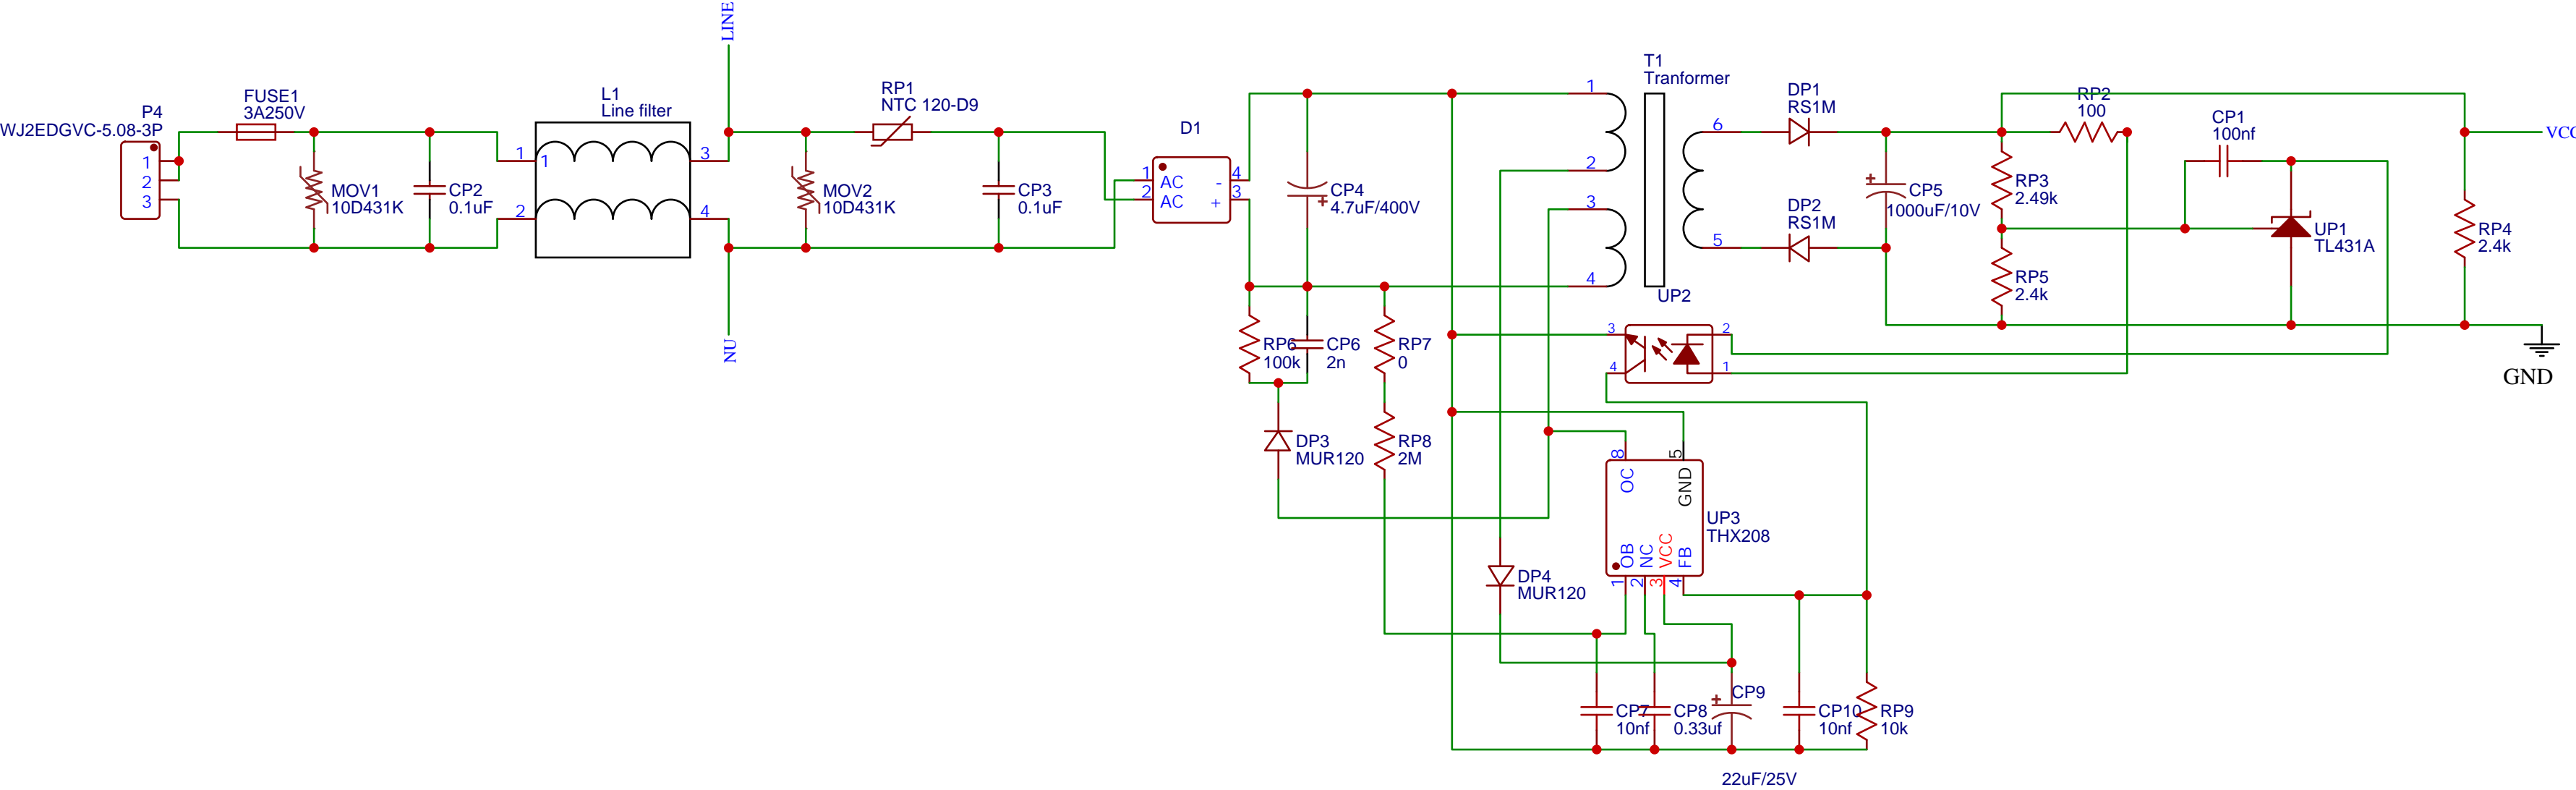 P4
WJ2EDGVC-5.08-3P
1
2
3
FUSE1
3A250V
MOV1
10D431K
CP2
0.1uF
L1
Line filter
1
1
2
3
4
LINE
NU
MOV2
10D431K
RP1
NTC 120-D9
CP3
0.1uF
D1
1
2
AC
AC
-
+
4
3
CP4
4.7uF/400V
RP6
100k
CP6
2n
RP7
0
DP3
MUR120
RP8
2M
T1
Tranformer
1
2
3
4
6
5
UP2
3
4
2
1
DP1
RS1M
DP2
RS1M
CP5
1000uF/10V
RP3
2.49k
RP5
2.4k
RP2
100
CP1
100nf
UP1
TL431A
RP4
2.4k
VCC
GND
8
OC
5
GND
UP3
THX208
OB
NC
VCC
FB
1
2
3
4
DP4
MUR120
CP7
10nf
CP8
0.33uf
CP9
CP10
10nf
RP9
10k
22uF/25V